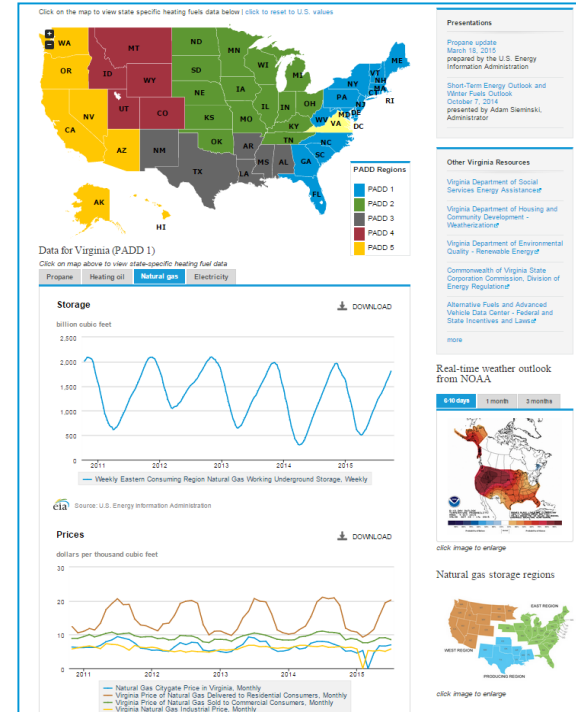 Click on the map to view state specific heating fuels data below | click to reset to U.S. values
+
−
WA
OR
CA
NV
AZ
MT
ID
WY
UT
CO
NM
TX
ND
SD
NE
KS
OK
MN
IA
MO
WI
IL
IN
MI
OH
KY
TN
AR
LA
MS
AL
GA
FL
SC
NC
VA
WV
PA
NY
VT
NH
MA
CT
RI
NJ
DE
MD
DC
ME
AK
HI
PADD Regions
PADD 1
PADD 2
PADD 3
PADD 4
PADD 5
Data for Virginia (PADD 1)
Click on map above to view state-specific heating fuel data
Propane Heating oil Natural gas Electricity
Storage
DOWNLOAD
billion cubic feet
2,500
2,000
1,500
1,000
500
0
2011 2012 2013 2014 2015
Weekly Eastern Consuming Region Natural Gas Working Underground Storage, Weekly
eia Source: U.S. Energy Information Administration
Prices
DOWNLOAD
dollars per thousand cubic feet
30
20
10
0
2011 2012 2013 2014 2015
Natural Gas Citygate Price in Virginia, Monthly
Virginia Price of Natural Gas Delivered to Residential Consumers, Monthly
Virginia Price of Natural Gas Sold to Commercial Consumers, Monthly
Virginia Natural Gas Industrial Price, Monthly
Presentations
Propane update
March 18, 2015
prepared by the U.S. Energy
Information Administration
Short-Term Energy Outlook and
Winter Fuels Outlook
October 7, 2014
presented by Adam Sieminski,
Administrator
Other Virginia Resources
Virginia Department of Social
Services Energy Assistance
Virginia Department of Housing and
Community Development -
Weatherization
Virginia Department of Environmental
Quality - Renewable Energy
Commonwealth of Virginia State
Corporation Commission, Division of
Energy Regulation
Alternative Fuels and Advanced
Vehicle Data Center - Federal and
State Incentives and Laws
more
Real-time weather outlook
from NOAA
6-10 days 1 month 3 months
click image to enlarge
Natural gas storage regions
EAST REGION
WEST REGION
PRODUCING REGION
click image to enlarge